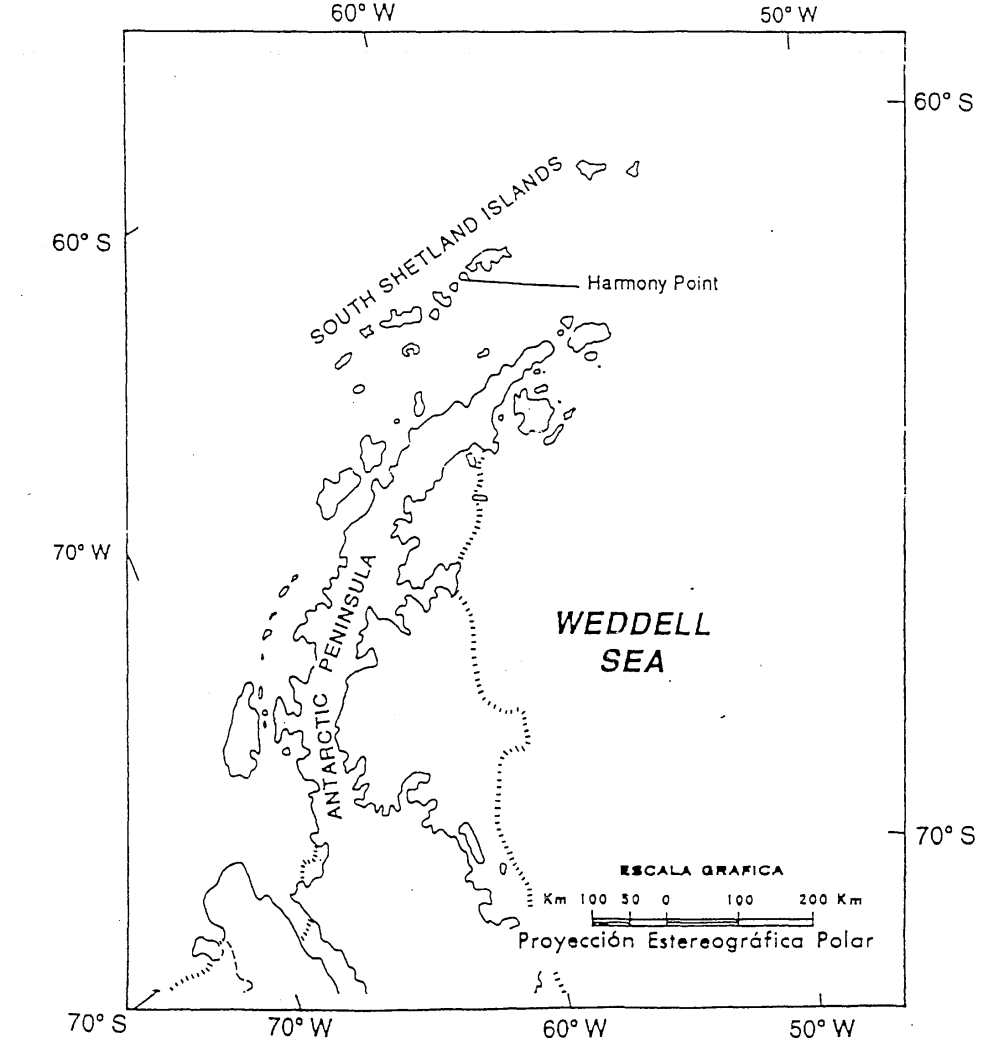 60° W
50° W
60° S
SOUTH SHETLAND ISLANDS
60° S
Harmony Point
70° W
ANTARCTIC PENINSULA
WEDDELL
SEA
70° S
ESCALA GRAFICA
Km 100 50 0 100 200 Km
Proyección Estereográfica Polar
70° S
70° W
60° W
50° W